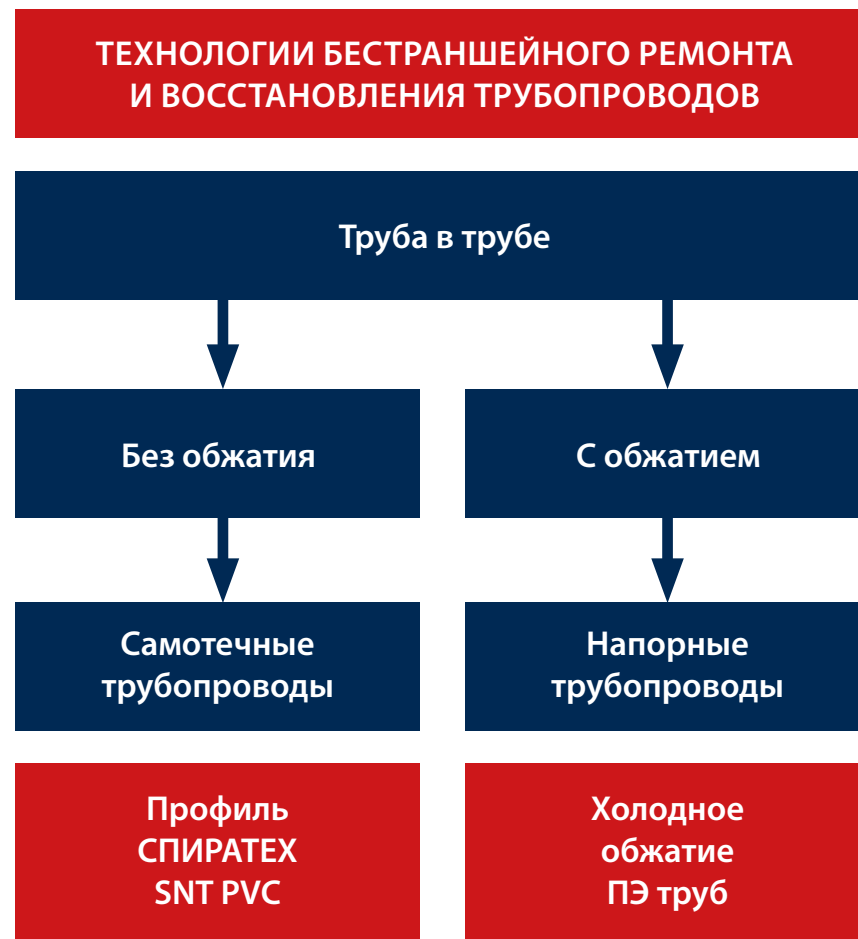 ТЕХНОЛОГИИ БЕСТРАНШЕЙНОГО РЕМОНТА
И ВОССТАНОВЛЕНИЯ ТРУБОПРОВОДОВ
Труба в трубе
Без обжатия
С обжатием
Самотечные
трубопроводы
Напорные
трубопроводы
Профиль
СПИРАТЕХ
SNT PVC
Холодное
обжатие
ПЭ труб